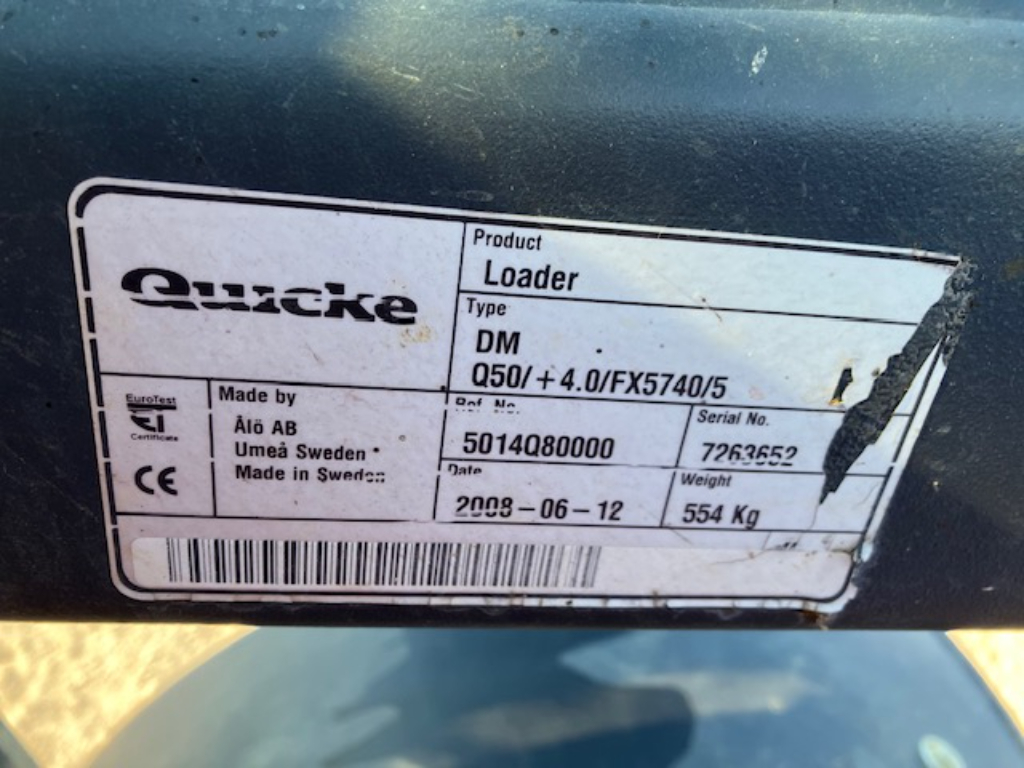 Quicke
Product
Loader
Type
DM
Q50/+4.0/FX5740/5
EuroTest
ET
Certificate
CE
Made by
Ålö AB
Umeå Sweden
Made in Sweden
Ref. No.
5014Q80000
Serial No.
7263652
Date
2008-06-12
Weight
554 Kg